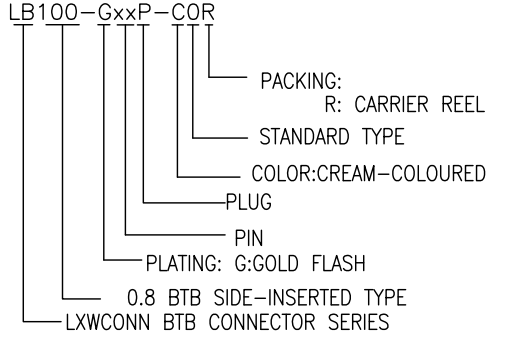 LB100-GxxP-C0R
PACKING:
R: CARRIER REEL
STANDARD TYPE
COLOR:CREAM-COLOURED
PLUG
PIN
PLATING: G:GOLD FLASH
0.8 BTB SIDE-INSERTED TYPE
LXWCONN BTB CONNECTOR SERIES